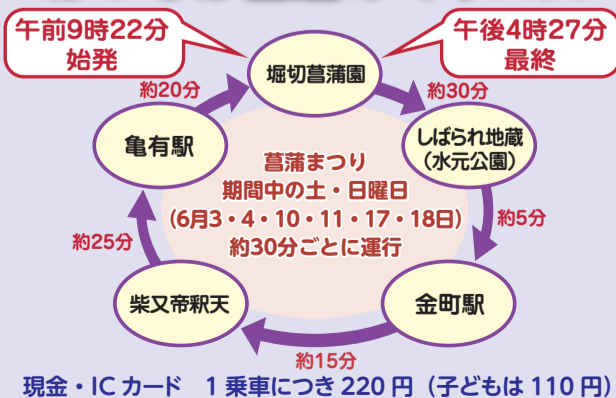 午前9時22分
始発
午後4時27分
最終
堀切菖蒲園
約30分
しばられ地蔵
(水元公園)
約5分
金町駅
約15分
柴又帝釈天
約25分
亀有駅
約20分
菖蒲まつり
期間中の土・日曜日
(6月3・4・10・11・17・18日)
約30分ごとに運行
現金・ICカード 1乗車につき220円(子どもは110円)